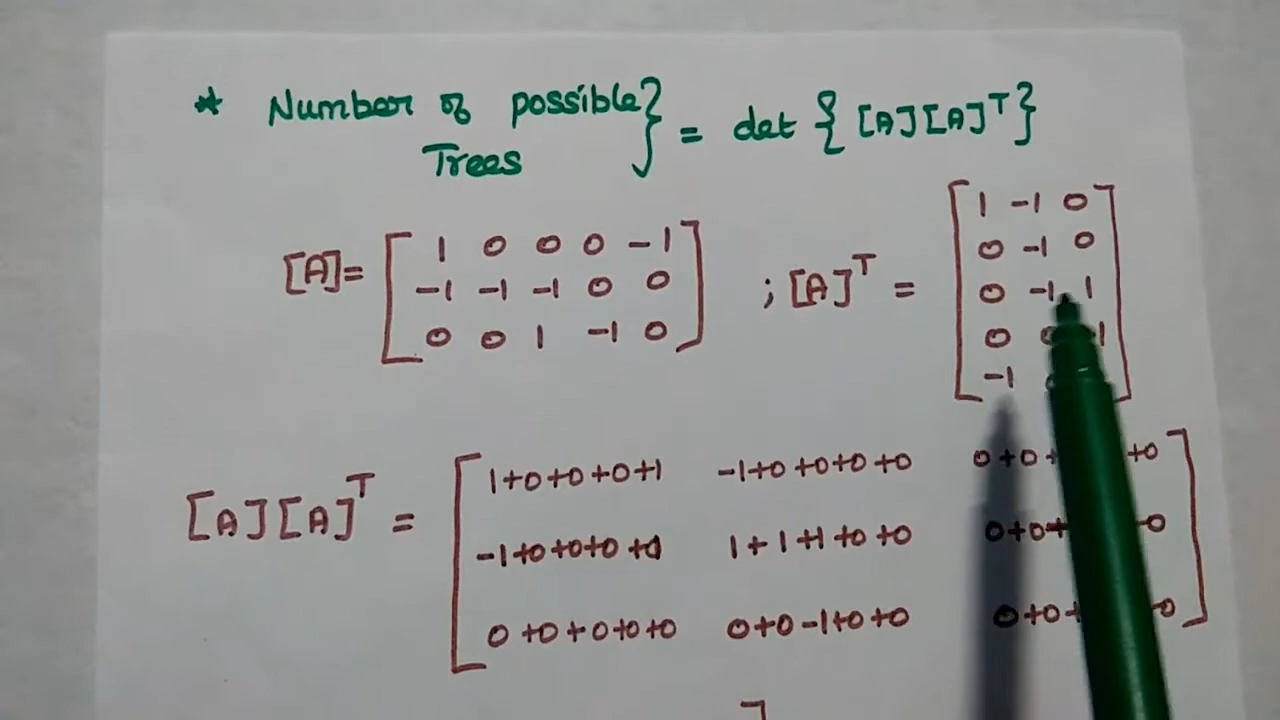 * Number of possible } = det { [A][A]ᵀ }
Trees
[A]= [ 1 0 0 0 -1 ; [A]ᵀ = [ 1 -1 0
-1 -1 -1 0 0 0 -1 0
0 0 1 -1 0 ] 0 -1 1
0 1
-1 ]
[A][A]ᵀ = [ 1+0+0+0+1 -1+0+0+0+0 0+0+ +0
-1+0+0+0+0 1+1+1+0+0 0+0+ 0
0+0+0+0+0 0+0-1+0+0 0+0+ 0 ]
]